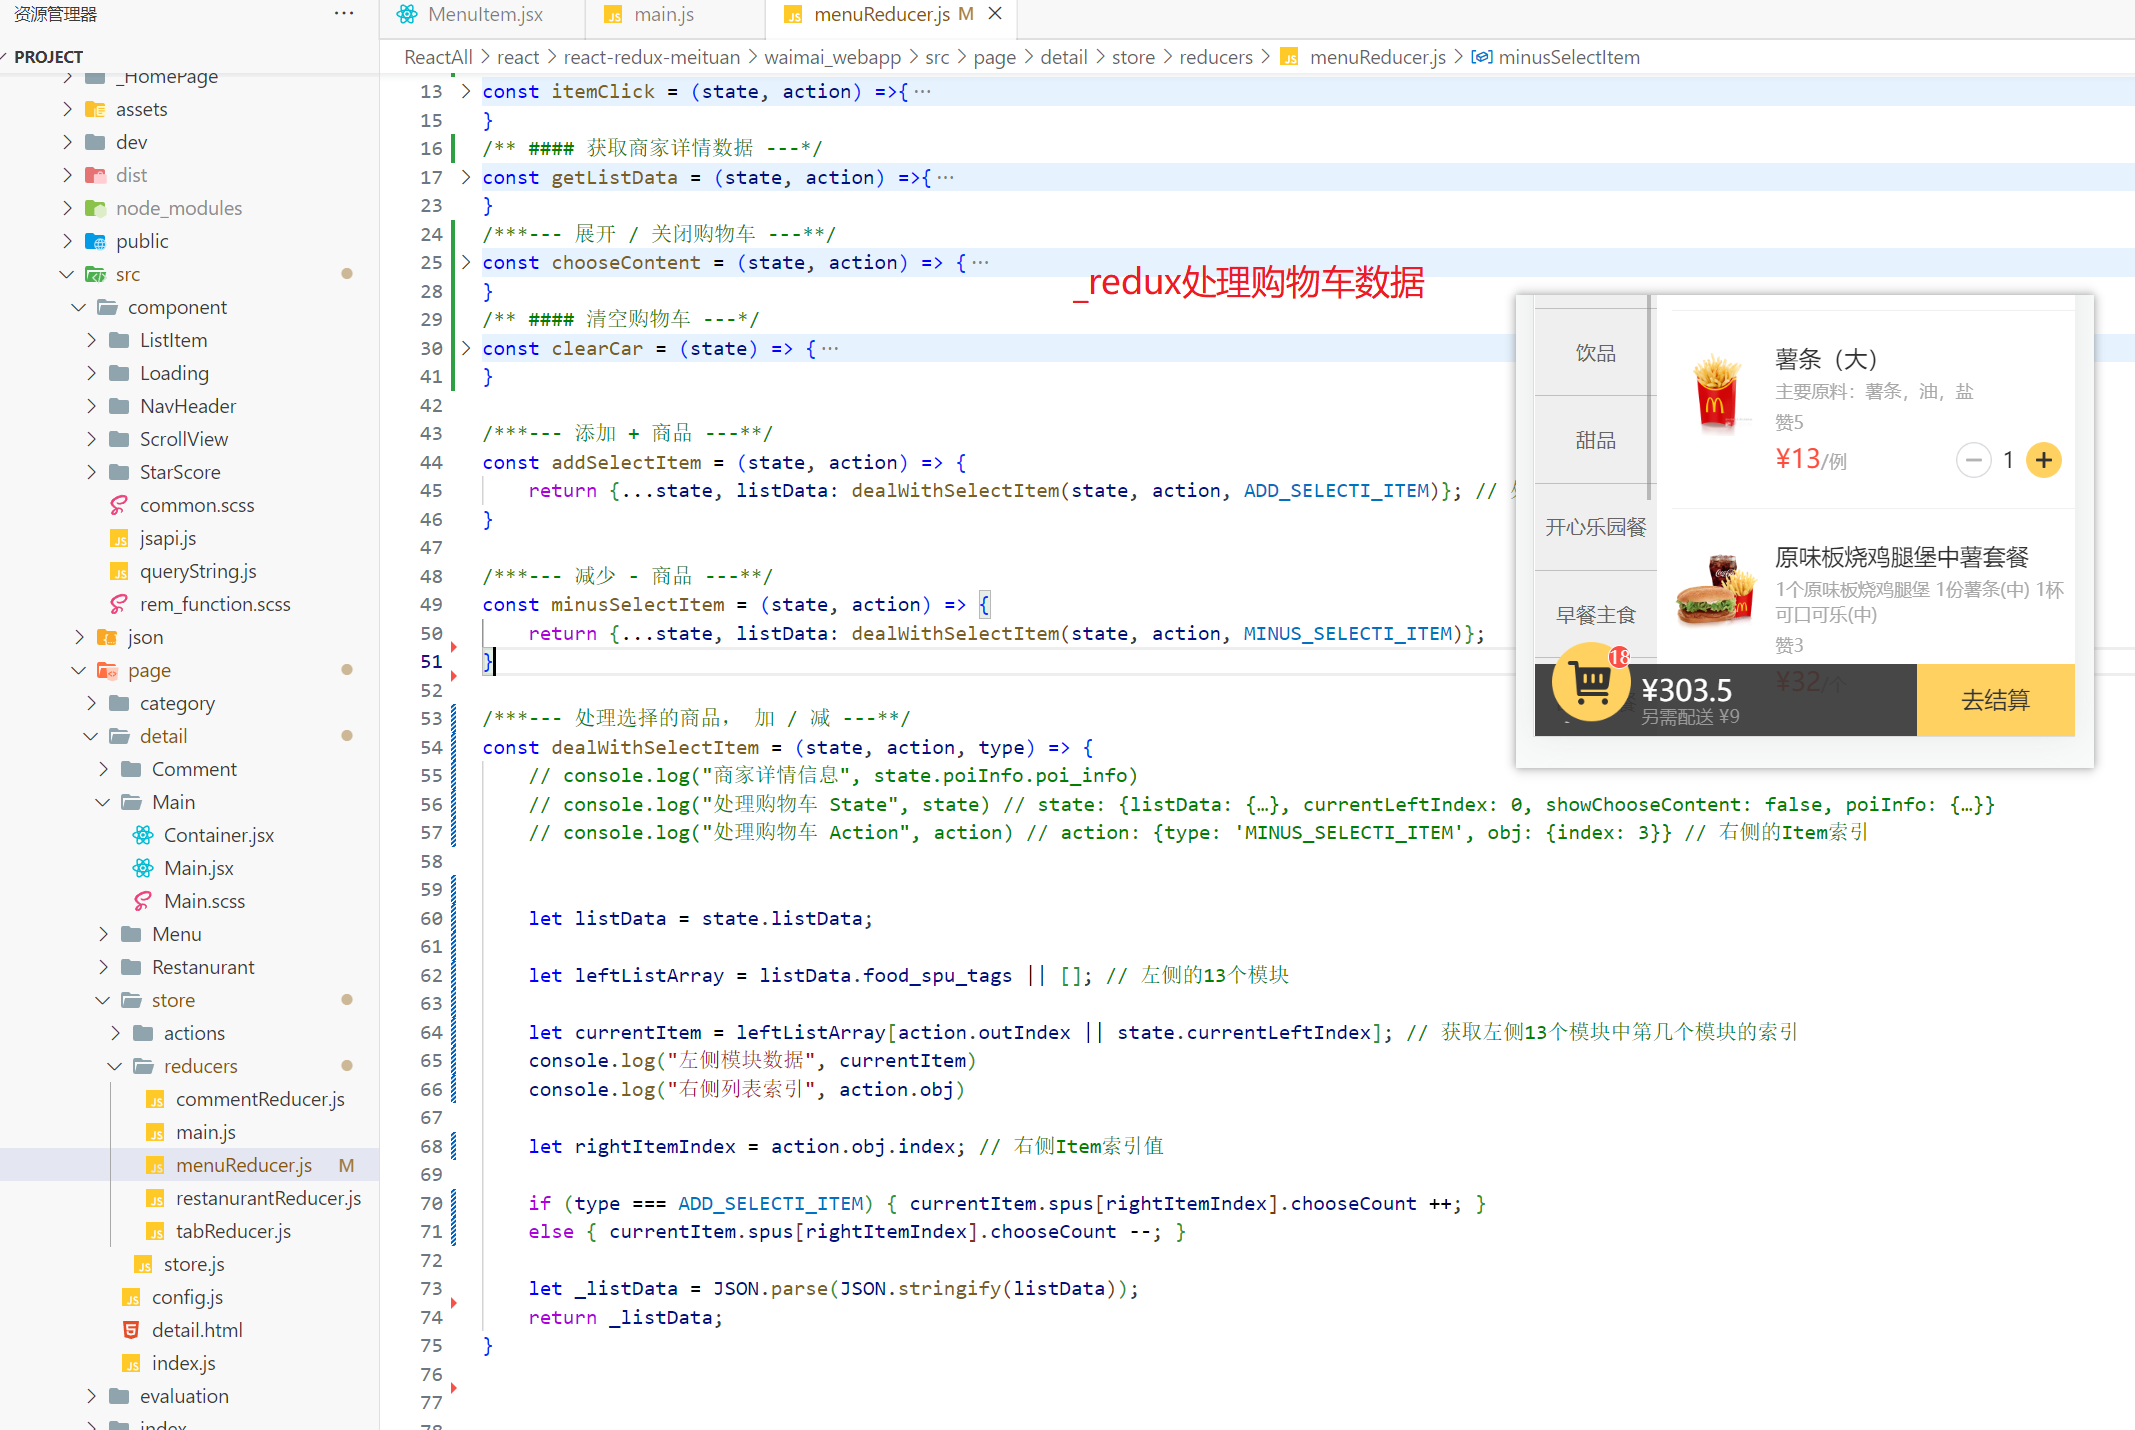 资源管理器
PROJECT
_HomePage
assets
dev
dist
node_modules
public
src
component
ListItem
Loading
NavHeader
ScrollView
StarScore
common.scss
jsapi.js
queryString.js
rem_function.scss
json
page
category
detail
Comment
Main
Container.jsx
Main.jsx
Main.scss
Menu
Restanurant
store
actions
reducers
commentReducer.js
main.js
menuReducer.js M
restanurantReducer.js
tabReducer.js
store.js
config.js
detail.html
index.js
evaluation
index
MenuItem.jsx
main.js
menuReducer.js M
ReactAll > react > react-redux-meituan > waimai_webapp > src > page > detail > store > reducers > menuReducer.js > minusSelectItem
13 const itemClick = (state, action) =>{ ···
15 }
16 /** #### 获取商家详情数据 ---*/
17 const getListData = (state, action) =>{ ···
23 }
24 /***--- 展开 / 关闭购物车 ---**/
25 const chooseContent = (state, action) => { ···
28 }
29 /** #### 清空购物车 ---*/
30 const clearCar = (state) => { ···
41 }
42
43 /***--- 添加 + 商品 ---**/
44 const addSelectItem = (state, action) => {
45     return {...state, listData: dealWithSelectItem(state, action, ADD_SELECTI_ITEM)}; //
46 }
47
48 /***--- 减少 - 商品 ---**/
49 const minusSelectItem = (state, action) => {
50     return {...state, listData: dealWithSelectItem(state, action, MINUS_SELECTI_ITEM)};
51 }
52
53 /***--- 处理选择的商品， 加 / 减 ---**/
54 const dealWithSelectItem = (state, action, type) => {
55     // console.log("商家详情信息", state.poiInfo.poi_info)
56     // console.log("处理购物车 State", state) // state: {listData: {…}, currentLeftIndex: 0, showChooseContent: false, poiInfo: {…}}
57     // console.log("处理购物车 Action", action) // action: {type: 'MINUS_SELECTI_ITEM', obj: {index: 3}} // 右侧的Item索引
58
59
60     let listData = state.listData;
61
62     let leftListArray = listData.food_spu_tags || []; // 左侧的13个模块
63
64     let currentItem = leftListArray[action.outIndex || state.currentLeftIndex]; // 获取左侧13个模块中第几个模块的索引
65     console.log("左侧模块数据", currentItem)
66     console.log("右侧列表索引", action.obj)
67
68     let rightItemIndex = action.obj.index; // 右侧Item索引值
69
70     if (type === ADD_SELECTI_ITEM) { currentItem.spus[rightItemIndex].chooseCount ++; }
71     else { currentItem.spus[rightItemIndex].chooseCount --; }
72
73     let _listData = JSON.parse(JSON.stringify(listData));
74     return _listData;
75 }
76
77
78
_redux处理购物车数据
饮品
甜品
开心乐园餐
早餐主食
薯条（大）
主要原料：薯条，油，盐
赞5
¥13/例
1
原味板烧鸡腿堡中薯套餐
1个原味板烧鸡腿堡 1份薯条(中) 1杯
可口可乐(中)
赞3
¥32/个
18
¥303.5
另需配送 ¥9
去结算